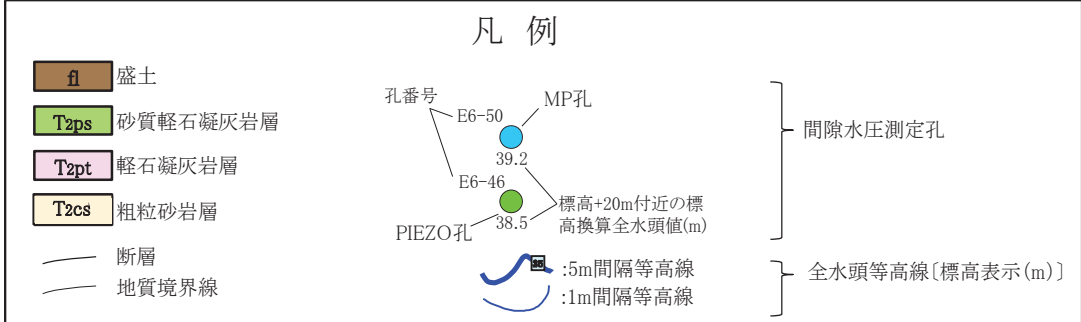 凡 例
fl 盛土
T2ps 砂質軽石凝灰岩層
T2pt 軽石凝灰岩層
T2cs 粗粒砂岩層
断層
地質境界線
孔番号
E6-50
MP孔
39.2
E6-46
PIEZO孔
38.5
標高+20m付近の標
高換算全水頭値(m)
間隙水圧測定孔
35
:5m間隔等高線
:1m間隔等高線
全水頭等高線〔標高表示(m)〕